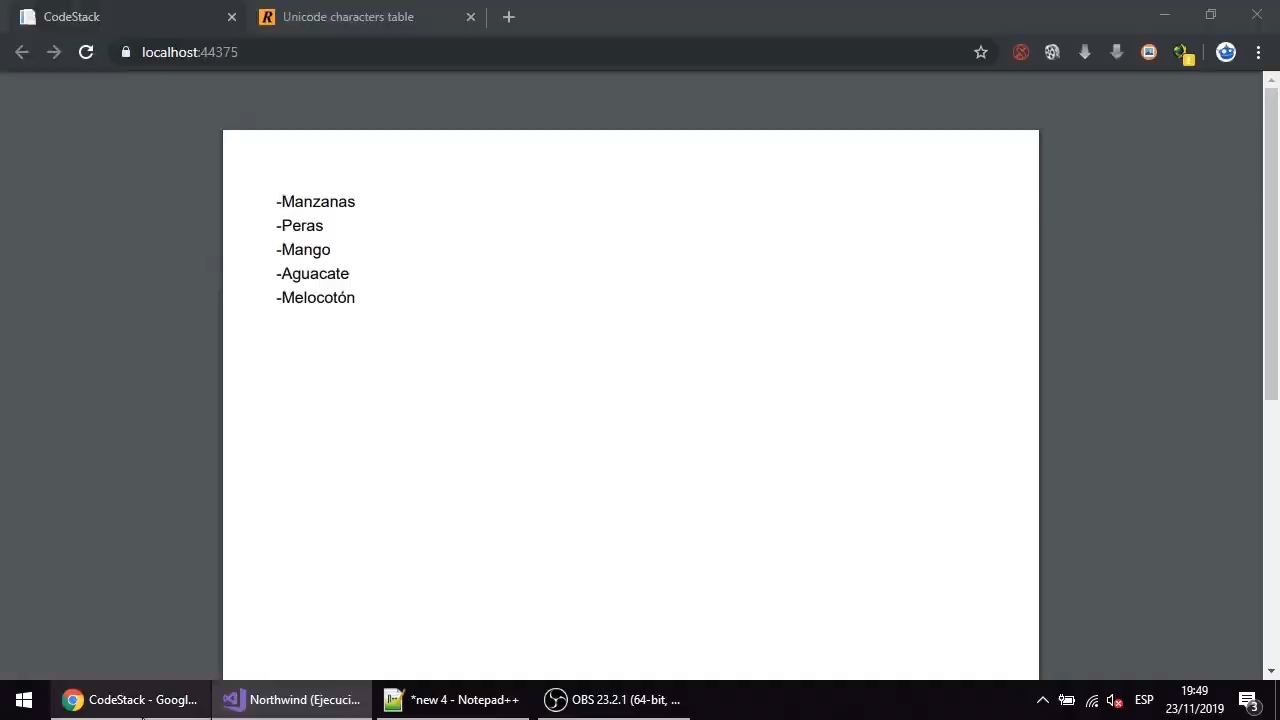 CodeStack
Unicode characters table
localhost:44375
-Manzanas
-Peras
-Mango
-Aguacate
-Melocotón
CodeStack - Googl...
Northwind (Ejecuci...
*new 4 - Notepad++
OBS 23.2.1 (64-bit, ...
ESP
19:49
23/11/2019
3